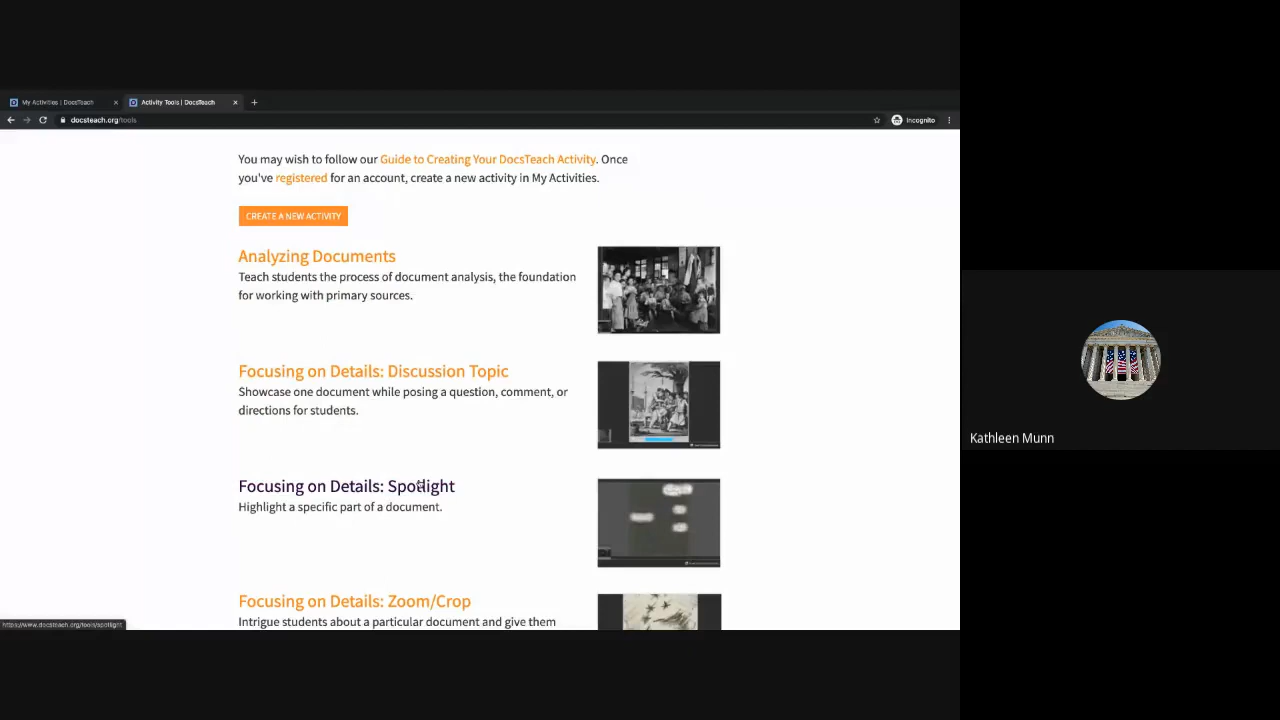 My Activities | DocsTeach
Activity Tools | DocsTeach
docsteach.org/tools
Incognito
You may wish to follow our Guide to Creating Your DocsTeach Activity. Once
you've registered for an account, create a new activity in My Activities.
CREATE A NEW ACTIVITY
Analyzing Documents
Teach students the process of document analysis, the foundation
for working with primary sources.
Focusing on Details: Discussion Topic
Showcase one document while posing a question, comment, or
directions for students.
Focusing on Details: Spotlight
Highlight a specific part of a document.
Focusing on Details: Zoom/Crop
Intrigue students about a particular document and give them
https://www.docsteach.org/tools/spotlight
Kathleen Munn